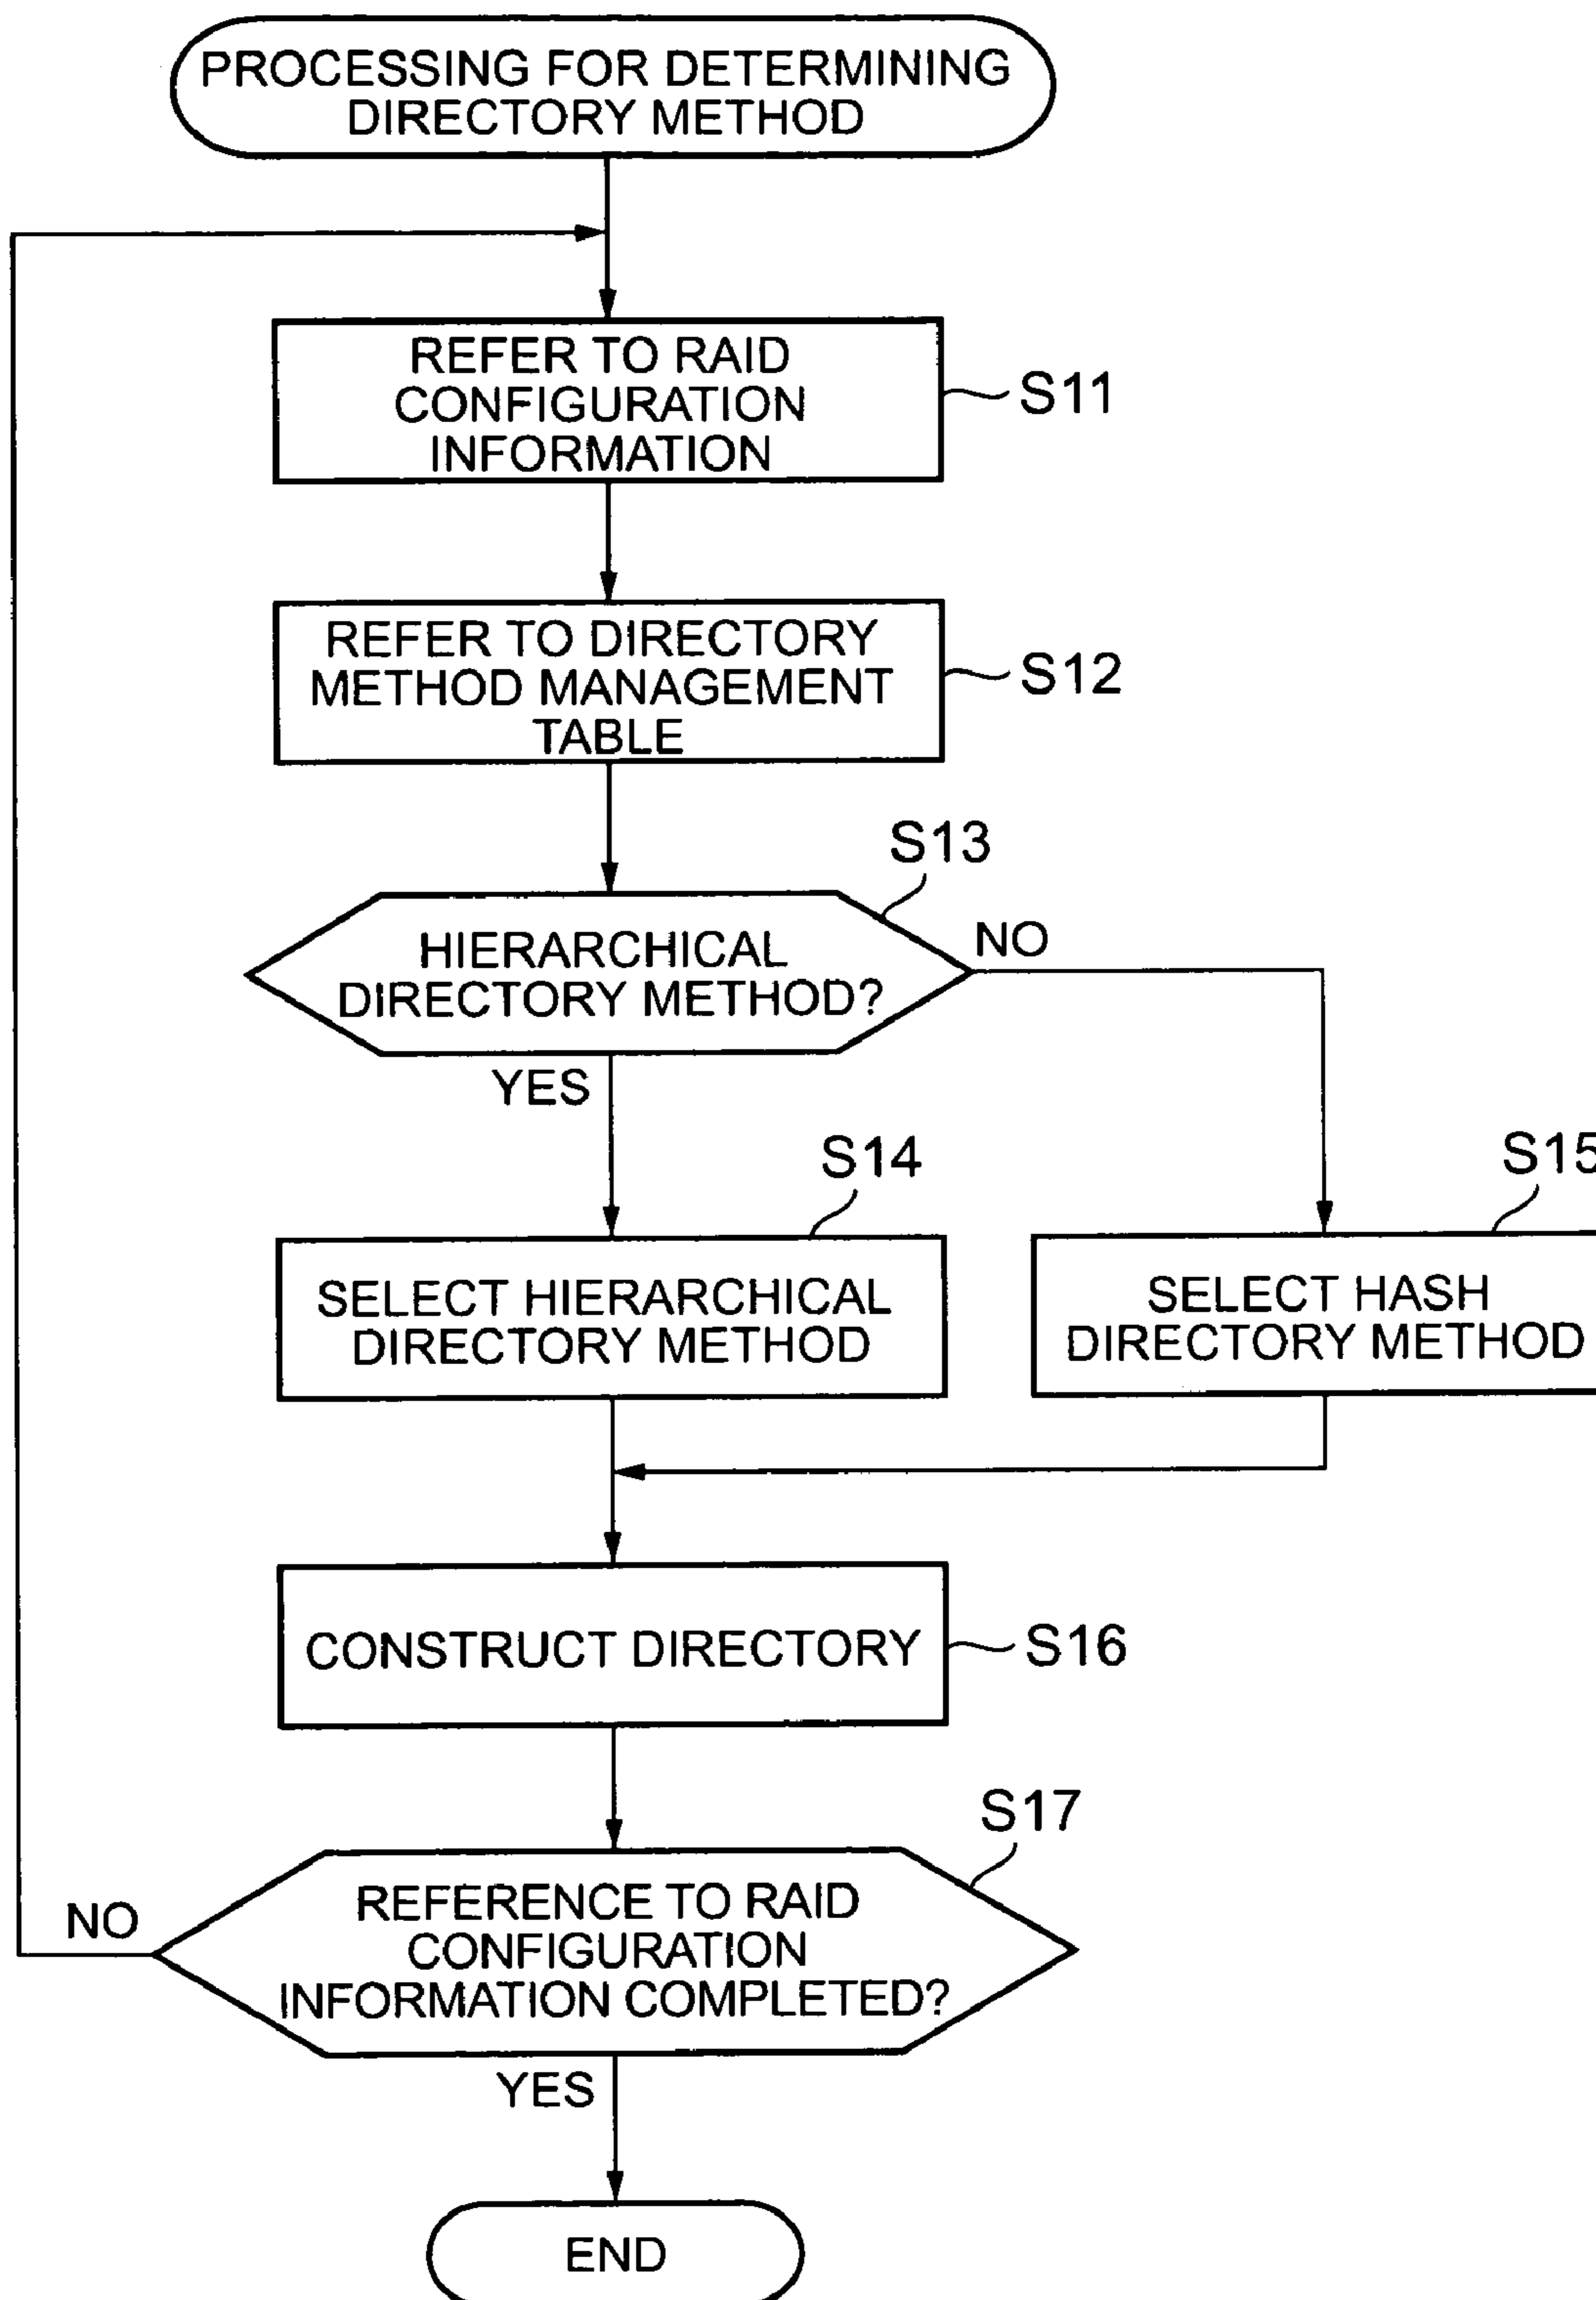 PROCESSING FOR DETERMINING
DIRECTORY METHOD
REFER TO RAID
CONFIGURATION
INFORMATION
S11
REFER TO DIRECTORY
METHOD MANAGEMENT
TABLE
S12
S13
HIERARCHICAL
DIRECTORY METHOD?
NO
YES
S14
SELECT HIERARCHICAL
DIRECTORY METHOD
S15
SELECT HASH
DIRECTORY METHOD
CONSTRUCT DIRECTORY
S16
S17
REFERENCE TO RAID
CONFIGURATION
INFORMATION COMPLETED?
NO
YES
END